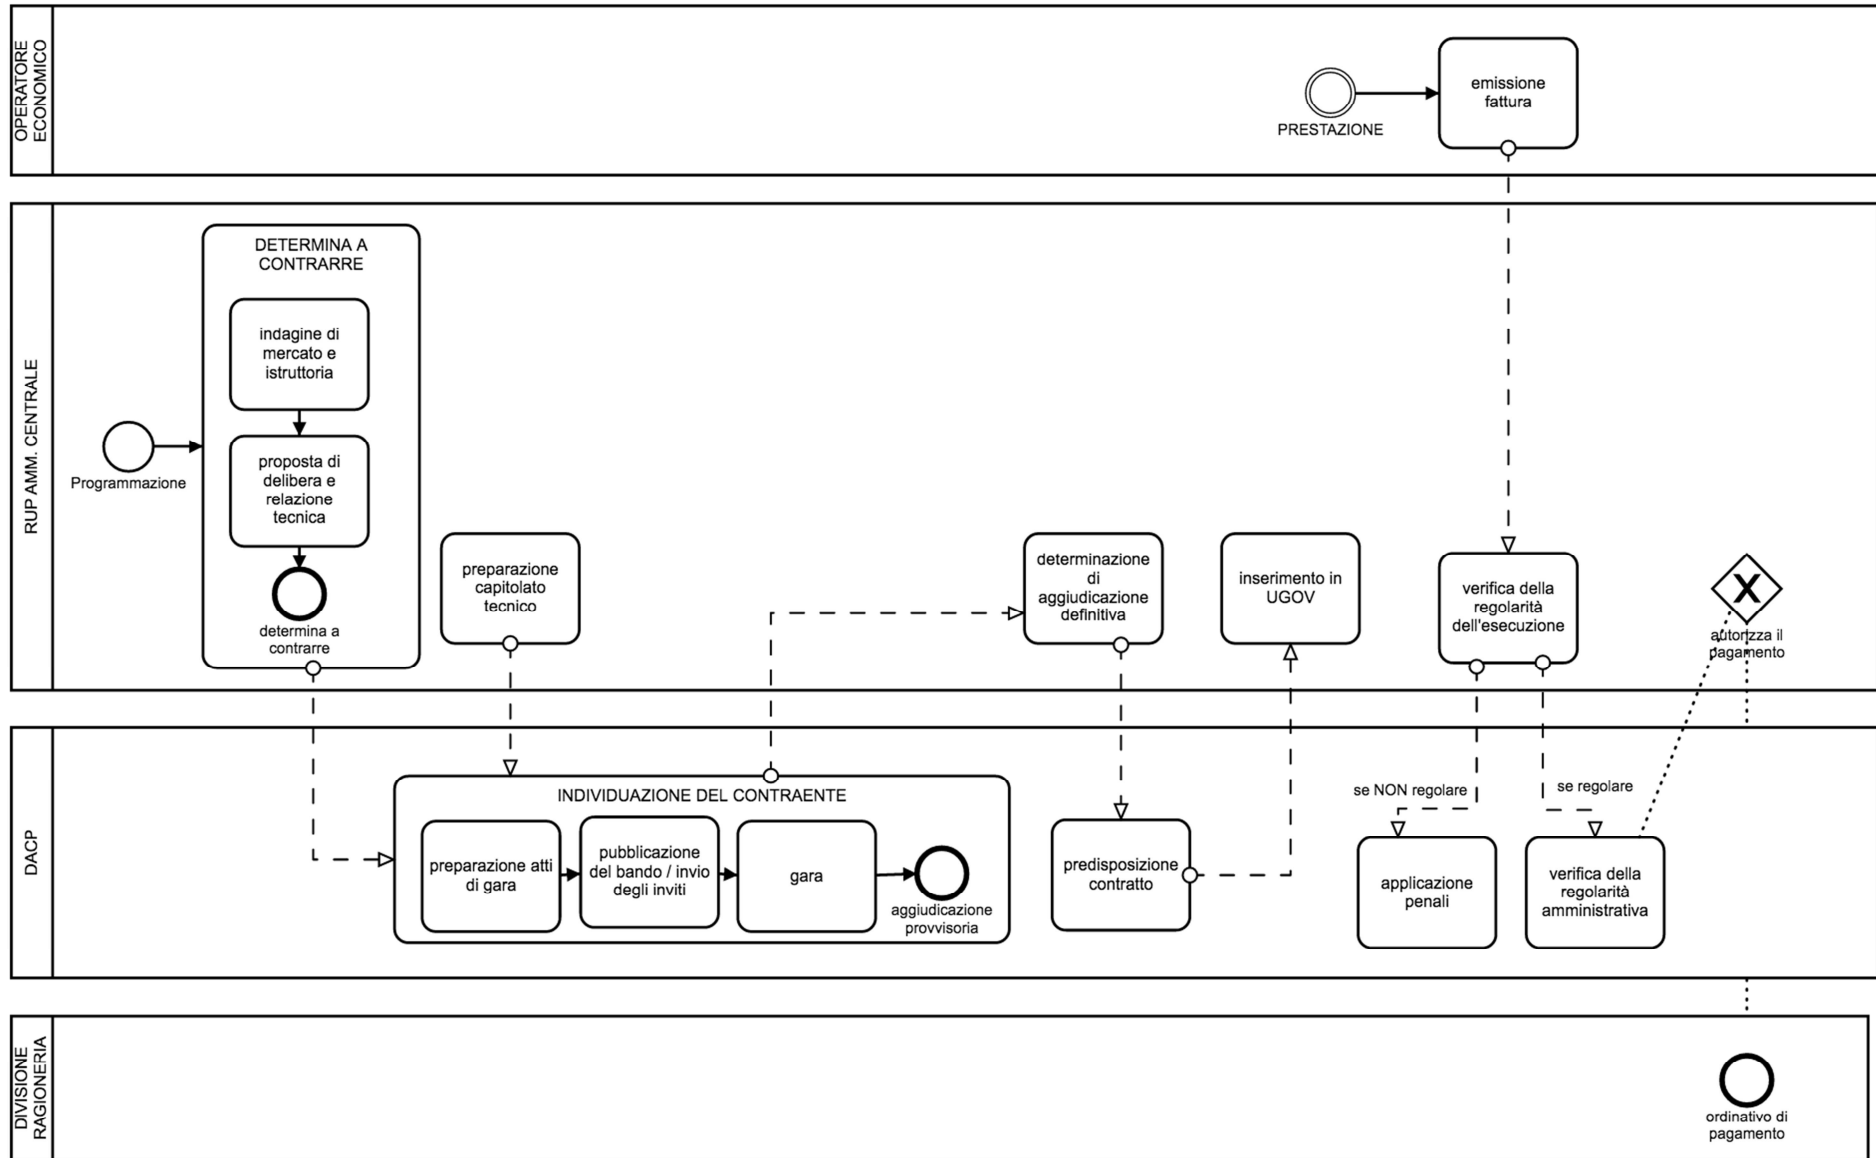 OPERATORE
ECONOMICO
PRESTAZIONE
emissione
fattura
RUP AMM. CENTRALE
Programmazione
DETERMINA A
CONTRARRE
indagine di
mercato e
istruttoria
proposta di
delibera e
relazione
tecnica
determina a
contrarre
preparazione
capitolato
tecnico
determinazione
di
aggiudicazione
definitiva
inserimento in
UGOV
verifica della
regolarità
dell'esecuzione
X
autorizza il
pagamento
DACP
INDIVIDUAZIONE DEL CONTRAENTE
preparazione atti
di gara
pubblicazione
del bando / invio
degli inviti
gara
aggiudicazione
provvisoria
predisposizione
contratto
se NON regolare
se regolare
applicazione
penali
verifica della
regolarità
amministrativa
DIVISIONE
RAGIONERIA
ordinativo di
pagamento